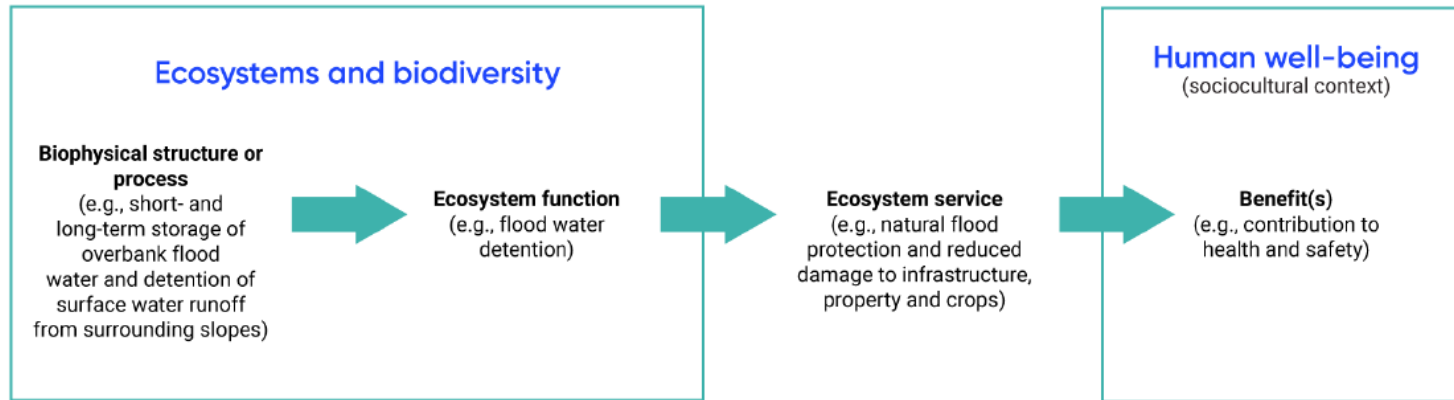 Ecosystems and biodiversity
Biophysical structure or
process
(e.g., short- and
long-term storage of
overbank flood
water and detention of
surface water runoff
from surrounding slopes)
Ecosystem function
(e.g., flood water
detention)
Ecosystem service
(e.g., natural flood
protection and reduced
damage to infrastructure,
property and crops)
Human well-being
(sociocultural context)
Benefit(s)
(e.g., contribution to
health and safety)